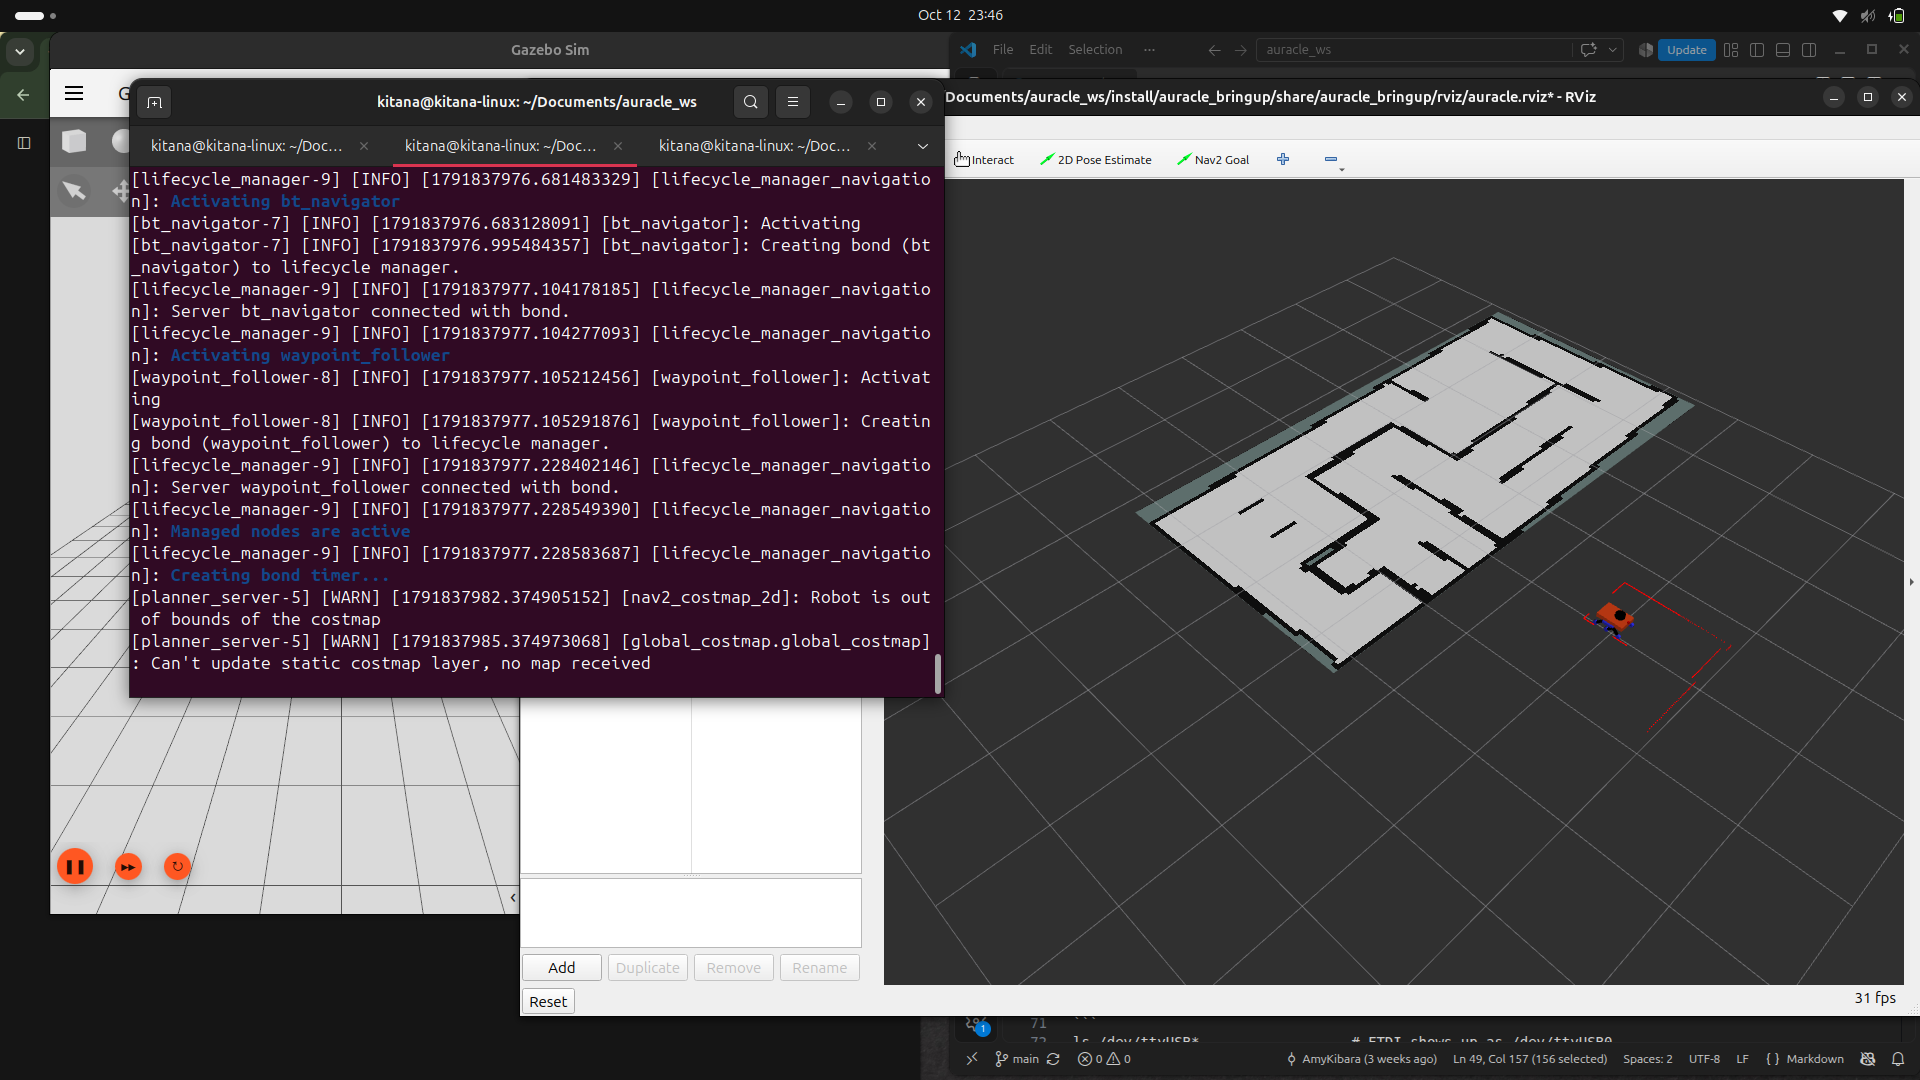 Oct 12 23:46
Gazebo Sim
File Edit Selection ··· auracle_ws Update
kitana@kitana-linux: ~/Documents/auracle_ws
kitana@kitana-linux: ~/Doc... kitana@kitana-linux: ~/Doc... kitana@kitana-linux: ~/Doc...
[lifecycle_manager-9] [INFO] [1791837976.681483329] [lifecycle_manager_navigatio
n]: Activating bt_navigator
[bt_navigator-7] [INFO] [1791837976.683128091] [bt_navigator]: Activating
[bt_navigator-7] [INFO] [1791837976.995484357] [bt_navigator]: Creating bond (bt
_navigator) to lifecycle manager.
[lifecycle_manager-9] [INFO] [1791837977.104178185] [lifecycle_manager_navigatio
n]: Server bt_navigator connected with bond.
[lifecycle_manager-9] [INFO] [1791837977.104277093] [lifecycle_manager_navigatio
n]: Activating waypoint_follower
[waypoint_follower-8] [INFO] [1791837977.105212456] [waypoint_follower]: Activat
ing
[waypoint_follower-8] [INFO] [1791837977.105291876] [waypoint_follower]: Creatin
g bond (waypoint_follower) to lifecycle manager.
[lifecycle_manager-9] [INFO] [1791837977.228402146] [lifecycle_manager_navigatio
n]: Server waypoint_follower connected with bond.
[lifecycle_manager-9] [INFO] [1791837977.228549390] [lifecycle_manager_navigatio
n]: Managed nodes are active
[lifecycle_manager-9] [INFO] [1791837977.228583687] [lifecycle_manager_navigatio
n]: Creating bond timer...
[planner_server-5] [WARN] [1791837982.374905152] [nav2_costmap_2d]: Robot is out
 of bounds of the costmap
[planner_server-5] [WARN] [1791837985.374973068] [global_costmap.global_costmap]
: Can't update static costmap layer, no map received
Documents/auracle_ws/install/auracle_bringup/share/auracle_bringup/rviz/auracle.rviz* - RViz
Interact 2D Pose Estimate Nav2 Goal
Add Duplicate Remove Rename
Reset
31 fps
71 ```
main 0 0 AmyKibara (3 weeks ago) Ln 49, Col 157 (156 selected) Spaces: 2 UTF-8 LF { } Markdown
1